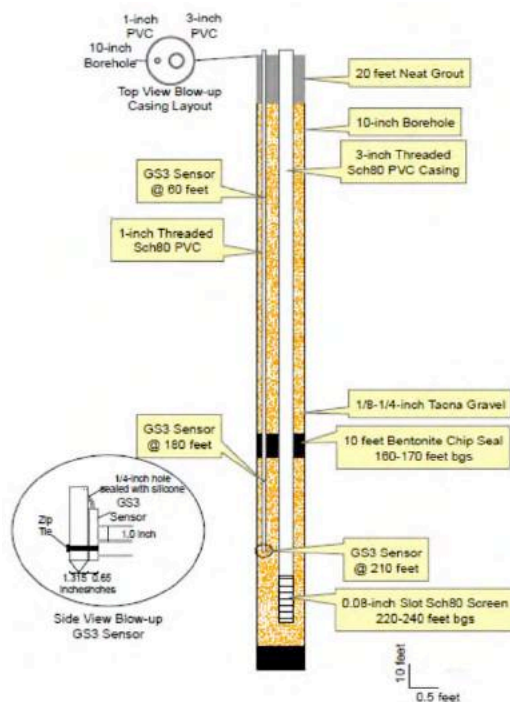 1-inch
PVC
3-inch
PVC
10-inch
Borehole
Top View Blow-up
Casing Layout
20 feet Neat Grout
10-inch Borehole
3-inch Threaded
Sch80 PVC Casing
GS3 Sensor
@ 60 feet
1-inch Threaded
Sch80 PVC
1/8-1/4-inch Tacna Gravel
GS3 Sensor
@ 180 feet
10 feet Bentonite Chip Seal
160-170 feet bgs
1/4-inch hole
sealed with silicone
GS3
Sensor
Zip
Tie
1.0 inch
1.315 0.65
inchesinches
Side View Blow-up
GS3 Sensor
GS3 Sensor
@ 210 feet
0.08-inch Slot Sch80 Screen
220-240 feet bgs
10 feet
0.5 feet